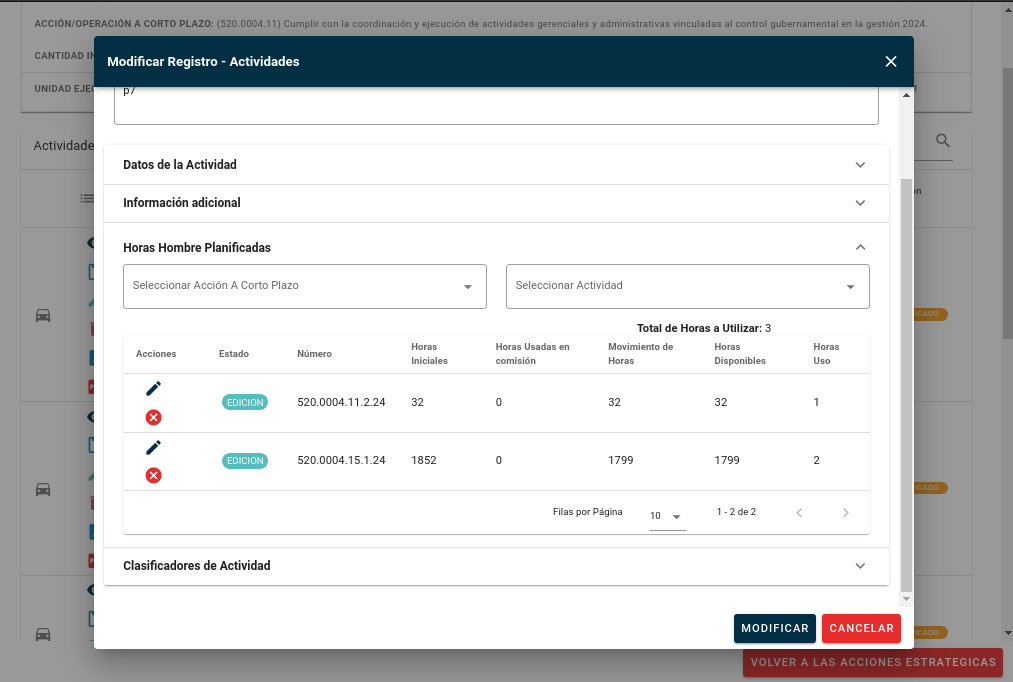 ACCIÓN/OPERACIÓN A CORTO PLAZO: (520.0004.11) Cumplir con la coordinación y ejecución de actividades gerenciales y administrativas vinculadas al control gubernamental en la gestión 2024.
CANTIDAD IN
UNIDAD EJE
Modificar Registro - Actividades
p7
Actividade
Datos de la Actividad
Información adicional
Horas Hombre Planificadas
Seleccionar Acción A Corto Plazo
Seleccionar Actividad
Total de Horas a Utilizar: 3
Acciones Estado Número Horas Iniciales Horas Usadas en comisión Movimiento de Horas Horas Disponibles Horas Uso
EDICION 520.0004.11.2.24 32 0 32 32 1
EDICION 520.0004.15.1.24 1852 0 1799 1799 2
Filas por Página 10 1 - 2 de 2
Clasificadores de Actividad
MODIFICAR CANCELAR
VOLVER A LAS ACCIONES ESTRATEGICAS